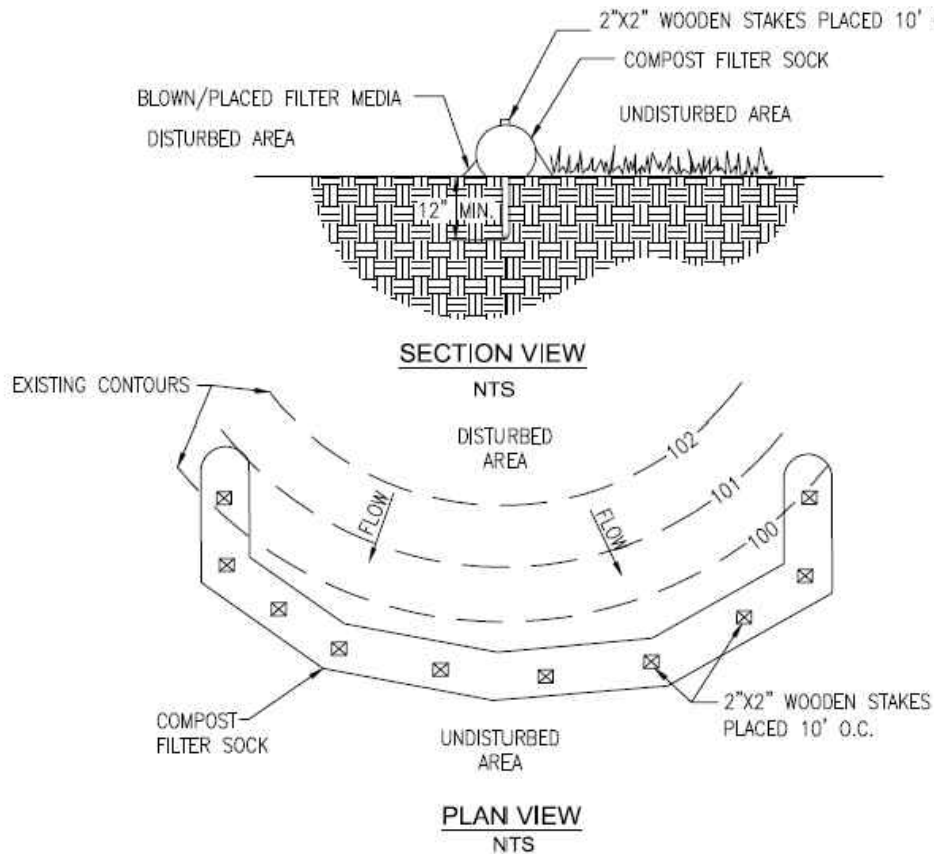 2"X2" WOODEN STAKES PLACED 10'
COMPOST FILTER SOCK
BLOWN/PLACED FILTER MEDIA
UNDISTURBED AREA
DISTURBED AREA
12" MIN.
SECTION VIEW
NTS
EXISTING CONTOURS
DISTURBED
AREA
102
101
100
FLOW
FLOW
2"X2" WOODEN STAKES
PLACED 10' O.C.
COMPOST
FILTER SOCK
UNDISTURBED
AREA
PLAN VIEW
NTS